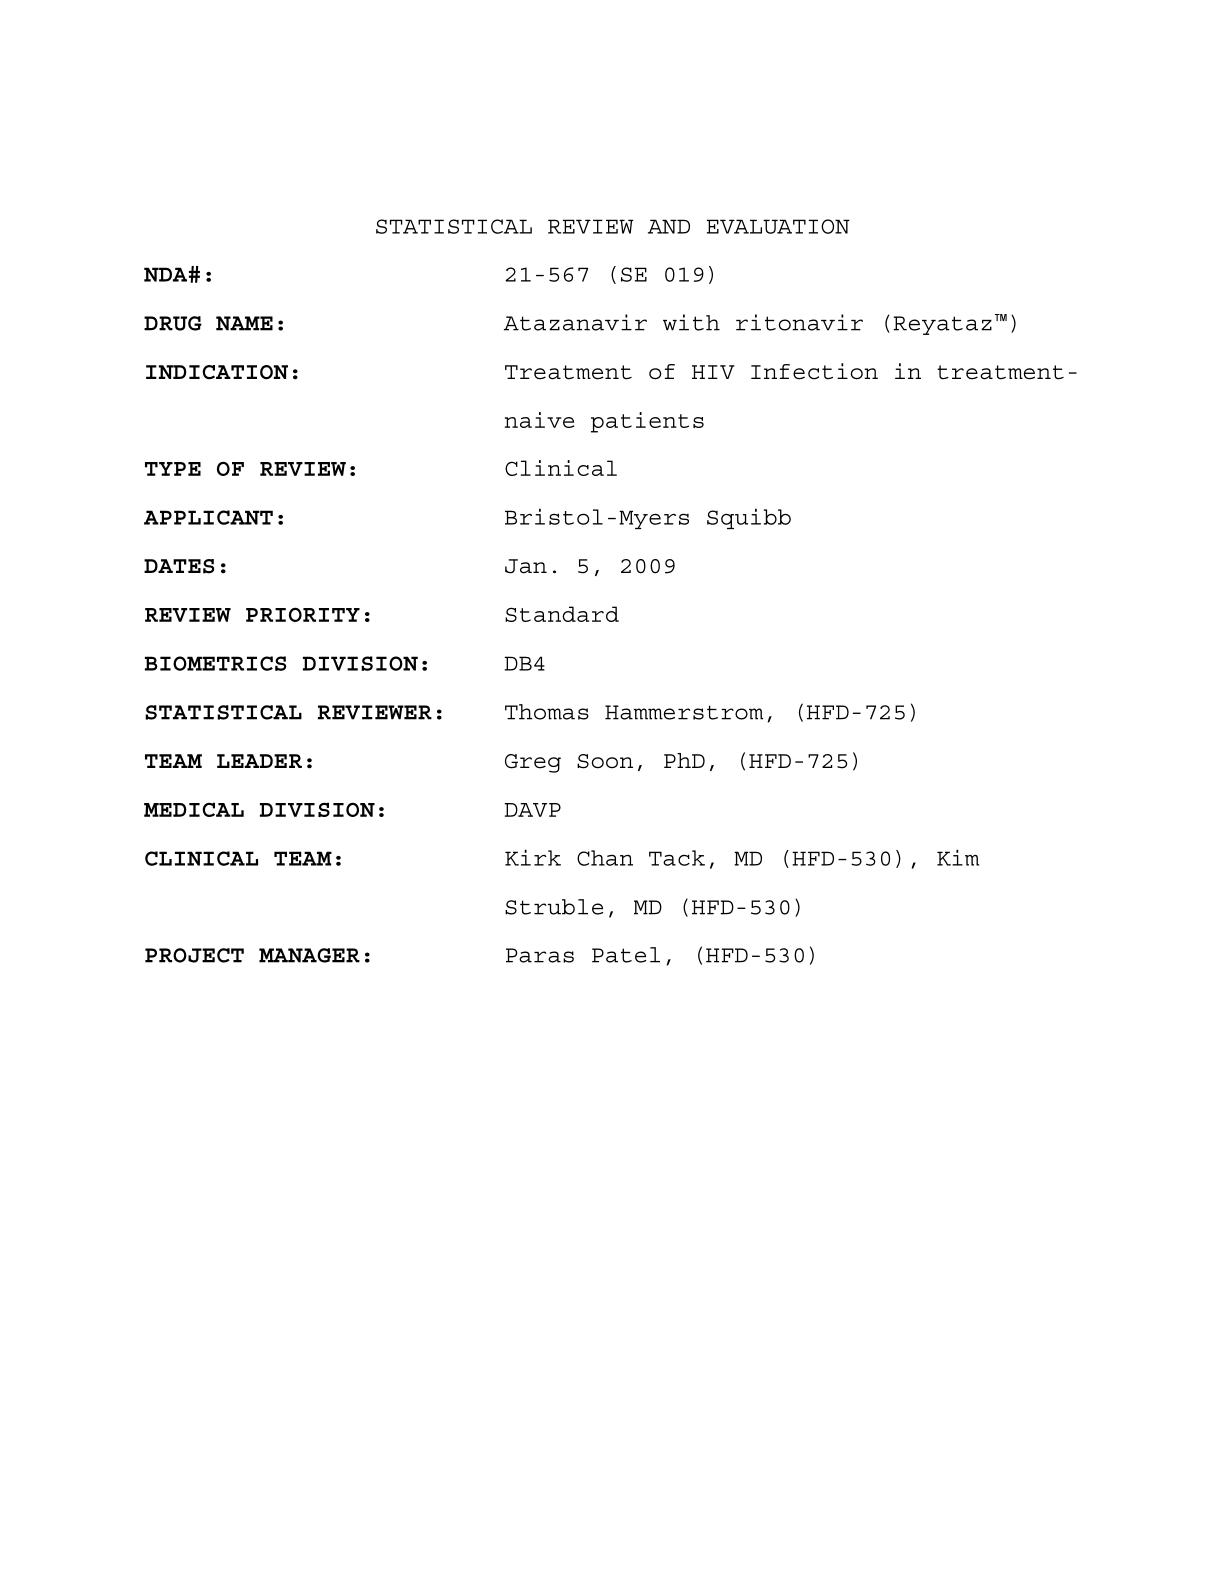 STATISTICAL REVIEW AND EVALUATION
NDA#: 21-567 (SE 019)
DRUG NAME: Atazanavir with ritonavir (Reyataz™)
INDICATION: Treatment of HIV Infection in treatment-
naive patients
TYPE OF REVIEW: Clinical
APPLICANT: Bristol-Myers Squibb
DATES: Jan. 5, 2009
REVIEW PRIORITY: Standard
BIOMETRICS DIVISION: DB4
STATISTICAL REVIEWER: Thomas Hammerstrom, (HFD-725)
TEAM LEADER: Greg Soon, PhD, (HFD-725)
MEDICAL DIVISION: DAVP
CLINICAL TEAM: Kirk Chan Tack, MD (HFD-530), Kim
Struble, MD (HFD-530)
PROJECT MANAGER: Paras Patel, (HFD-530)